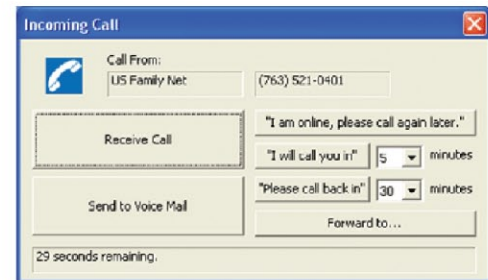 Incoming Call
Call From:
US Family Net
(763) 521-0401
Receive Call
Send to Voice Mail
"I am online, please call again later."
"I will call you in" 5 minutes
"Please call back in" 30 minutes
Forward to...
29 seconds remaining.